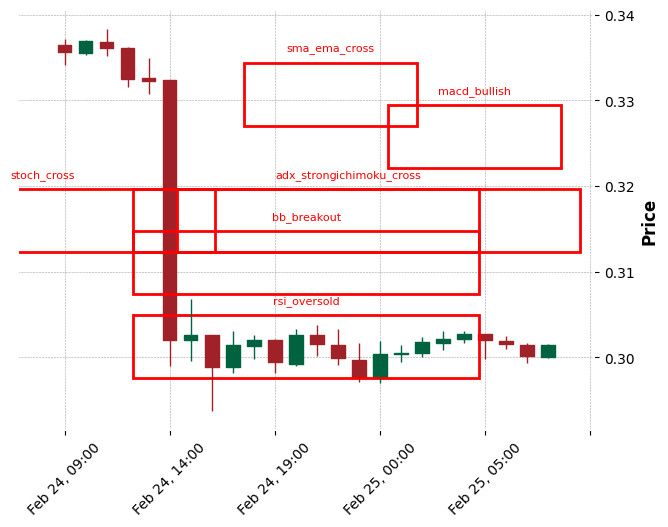 0.34
sma_ema_cross
macd_bullish
0.33
stoch_cross
adx_strongichimoku_cross
0.32
bb_breakout
Price
0.31
rsi_oversold
0.30
Feb 24, 09:00
Feb 24, 14:00
Feb 24, 19:00
Feb 25, 00:00
Feb 25, 05:00